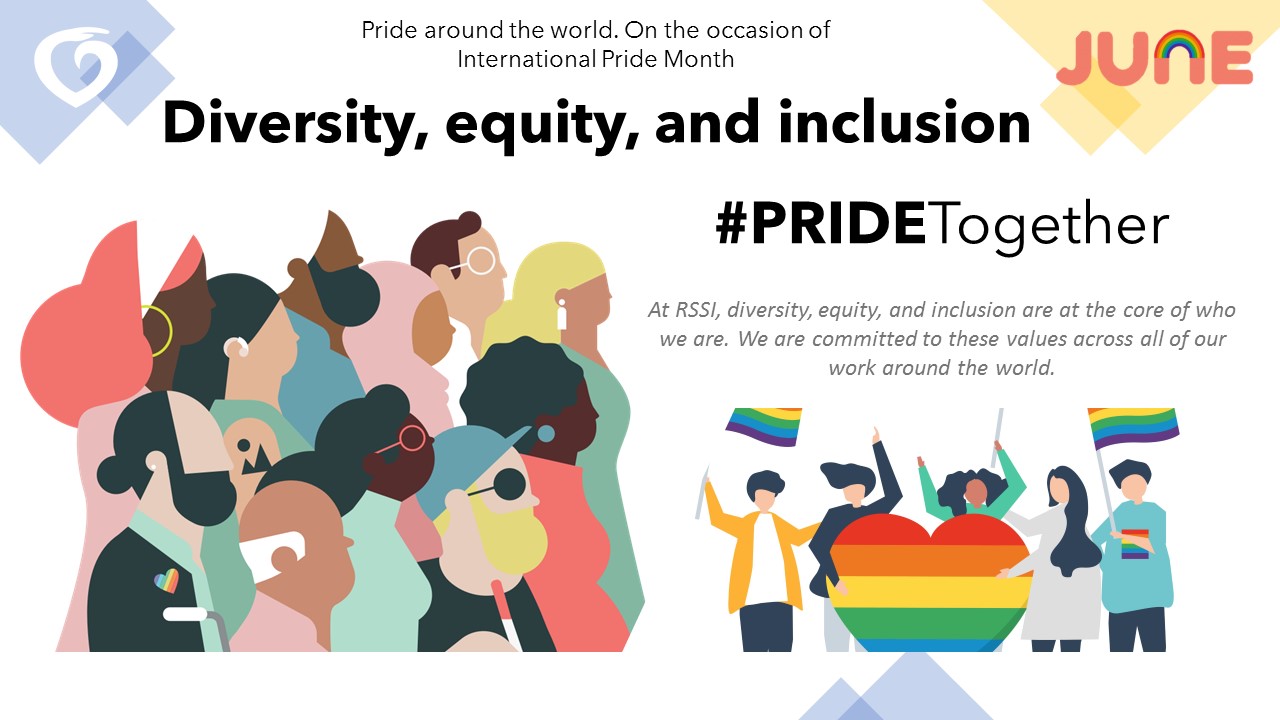 Pride around the world. On the occasion of
International Pride Month
JUNE
Diversity, equity, and inclusion
#PRIDETogether
At RSSI, diversity, equity, and inclusion are at the core of who
we are. We are committed to these values across all of our
work around the world.